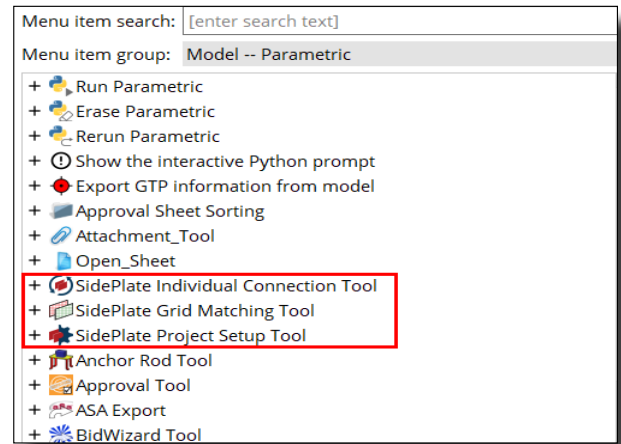 Menu item search: [enter search text]
Menu item group: Model -- Parametric
+ Run Parametric
+ Erase Parametric
+ Rerun Parametric
+ Show the interactive Python prompt
+ Export GTP information from model
+ Approval Sheet Sorting
+ Attachment_Tool
+ Open_Sheet
+ SidePlate Individual Connection Tool
+ SidePlate Grid Matching Tool
+ SidePlate Project Setup Tool
+ Anchor Rod Tool
+ Approval Tool
+ ASA Export
+ BidWizard Tool